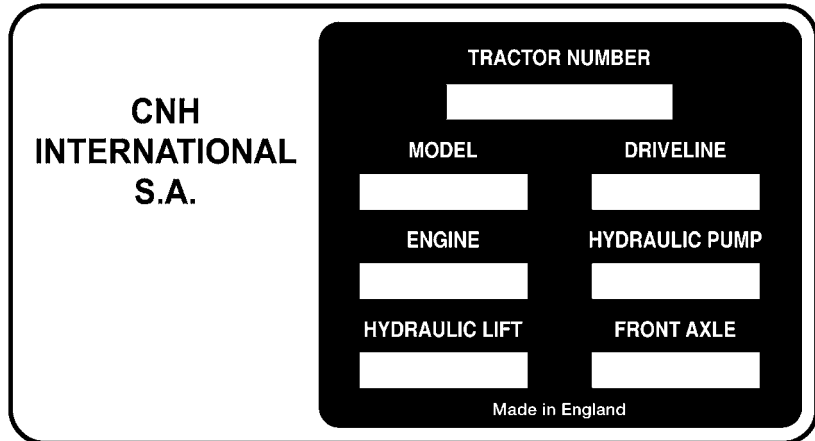 CNH
INTERNATIONAL
S.A.
TRACTOR NUMBER
MODEL
DRIVELINE
ENGINE
HYDRAULIC PUMP
HYDRAULIC LIFT
FRONT AXLE
Made in England